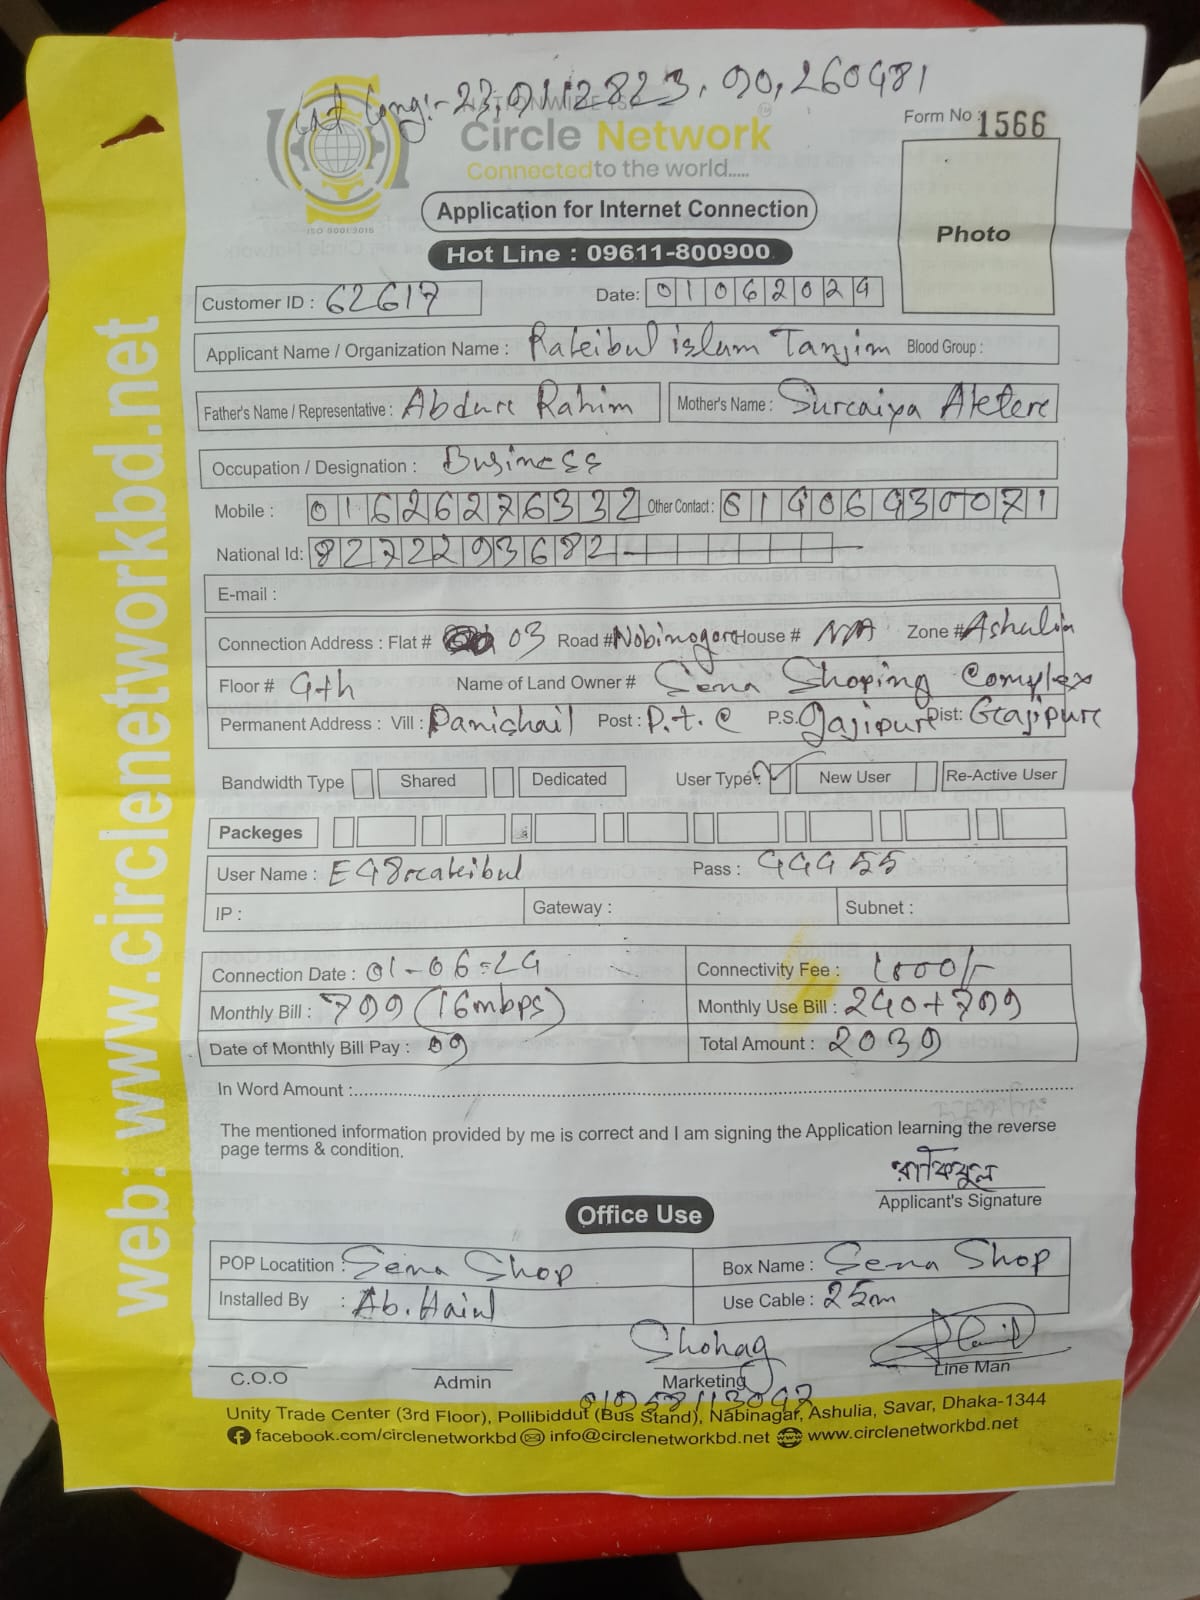 Lat Long:- 23.9112823, 90.260481
NATIONWIDE ISP
Circle Network
Connected to the world.....
ISO 9001:2015
Form No : 1566
Photo
Application for Internet Connection
Hot Line : 09611-800900
Customer ID : 62617
Date: 01062024
Applicant Name / Organization Name : Rakibul islam Tanjim Blood Group :
Father's Name / Representative : Abdur Rahim Mother's Name : Suraiya Akter
Occupation / Designation : Business
Mobile : 01626276332 Other Contact :
National Id: 8272293682
E-mail :
Connection Address : Flat # 03 Road # Nobinogor House # N/A Zone # Ashulia
Floor # 4th Name of Land Owner # Sena Shoping Complex
Permanent Address : Vill : Panishail Post : P.t.c P.S. Gajipur Dist: Gajipur
Bandwidth Type Shared Dedicated User Type : New User Re-Active User
Packeges
User Name : E48rakibul Pass : 44455
IP : Gateway : Subnet :
Connection Date : 01-06-24 Connectivity Fee : 1000/-
Monthly Bill : 799 (16mbps) Monthly Use Bill : 240+799
Date of Monthly Bill Pay : 09 Total Amount : 2039
In Word Amount :
The mentioned information provided by me is correct and I am signing the Application learning the reverse
page terms & condition.
রাকিবুল
Applicant's Signature
Office Use
POP Locatition : Sena Shop Box Name : Sena Shop
Installed By : Use Cable : 25m
Shohag
C.O.O Admin Marketing Line Man
Unity Trade Center (3rd Floor), Pollibiddut (Bus Stand), Nabinagar, Ashulia, Savar, Dhaka-1344
facebook.com/circlenetworkbd info@circlenetworkbd.net www.circlenetworkbd.net
web: www.circlenetworkbd.net